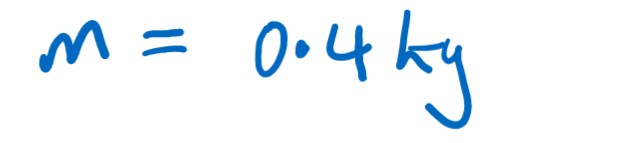 m = 0.4 kg